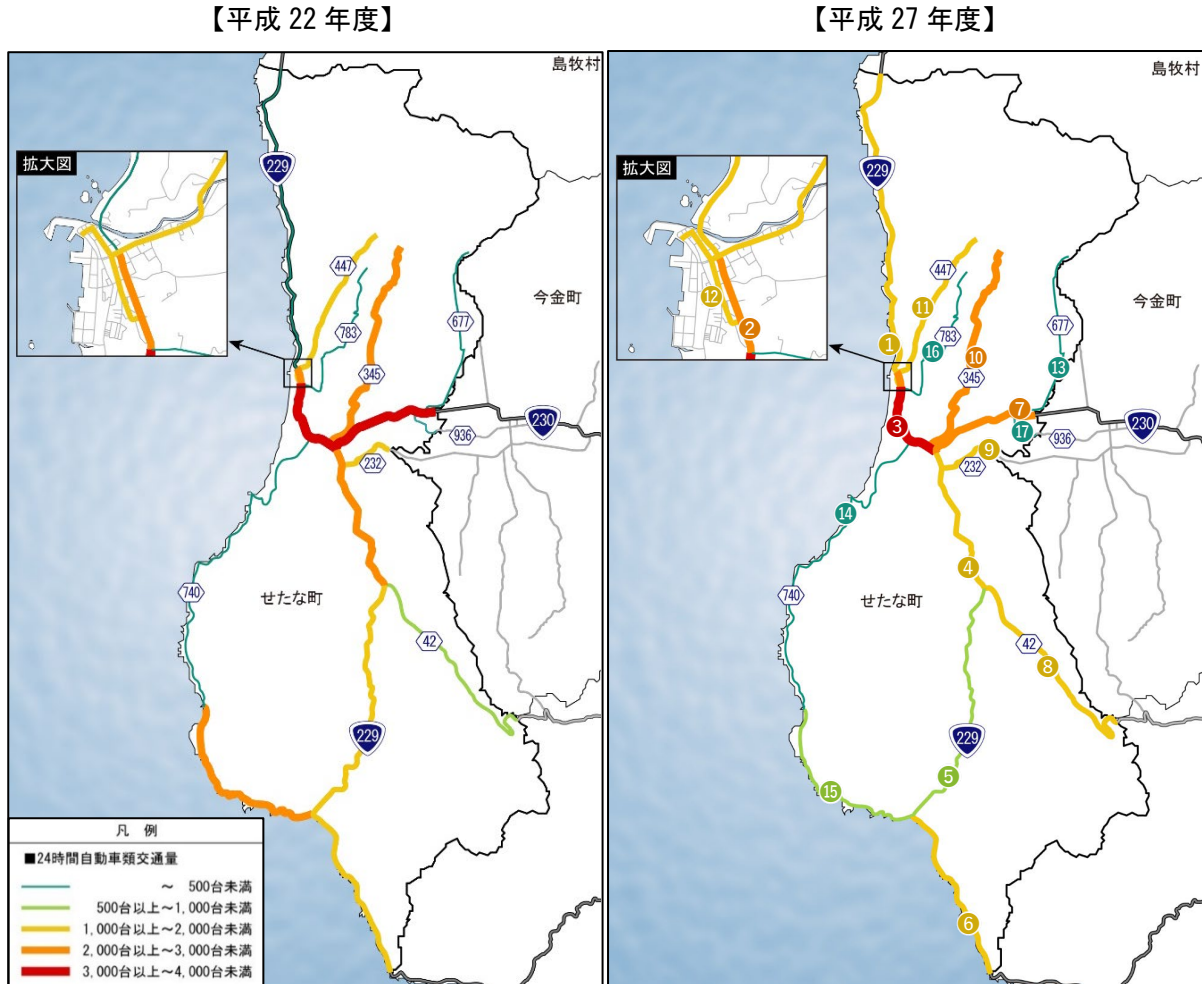 【平成 22 年度】
【平成 27 年度】
島牧村
拡大図
229
447
783
677
345
今金町
230
936
232
740
せたな町
42
229
凡 例
■24時間自動車類交通量
～ 500台未満
500台以上～1,000台未満
1,000台以上～2,000台未満
2,000台以上～3,000台未満
3,000台以上～4,000台未満
島牧村
拡大図
12
2
229
447
11
1
16
783
10
345
677
13
今金町
7
230
17
936
3
9
232
14
4
740
せたな町
42
8
229
5
15
6